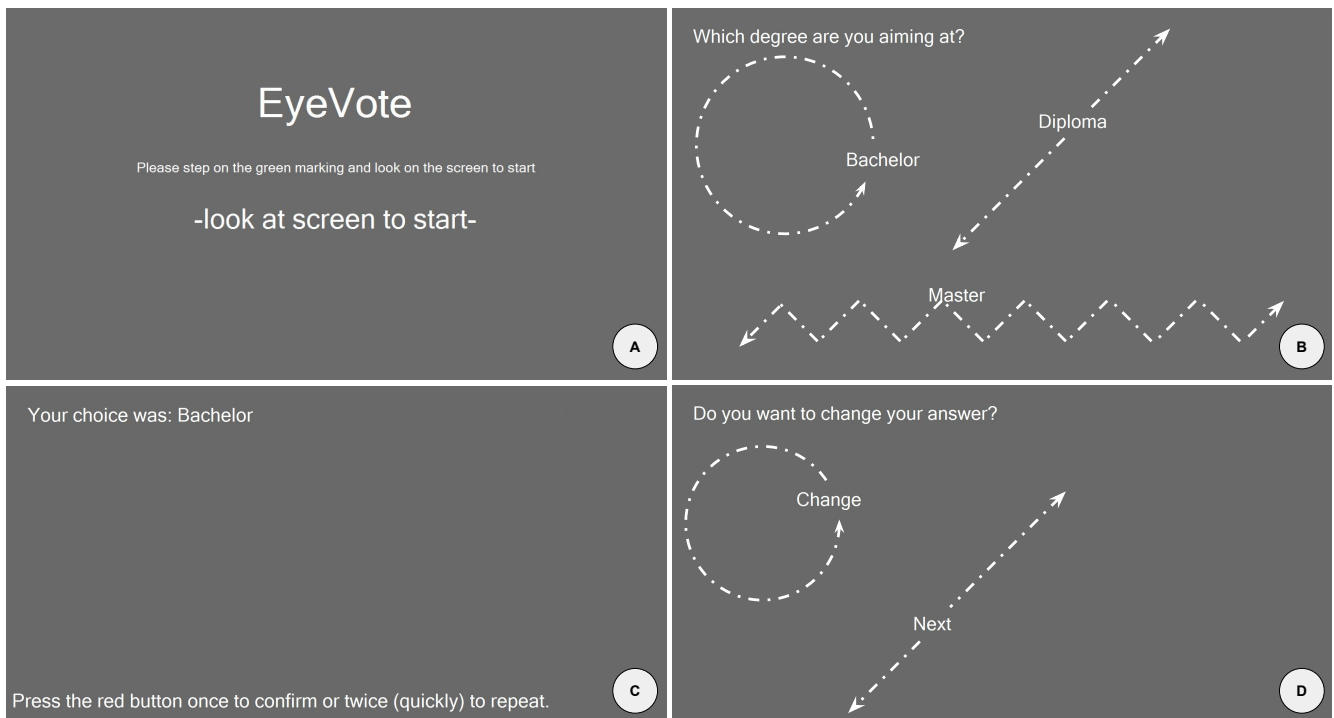 EyeVote
Please step on the green marking and look on the screen to start
-look at screen to start-
A
Which degree are you aiming at?
Diploma
Bachelor
Master
B
Your choice was: Bachelor
Press the red button once to confirm or twice (quickly) to repeat.
C
Do you want to change your answer?
Change
Next
D